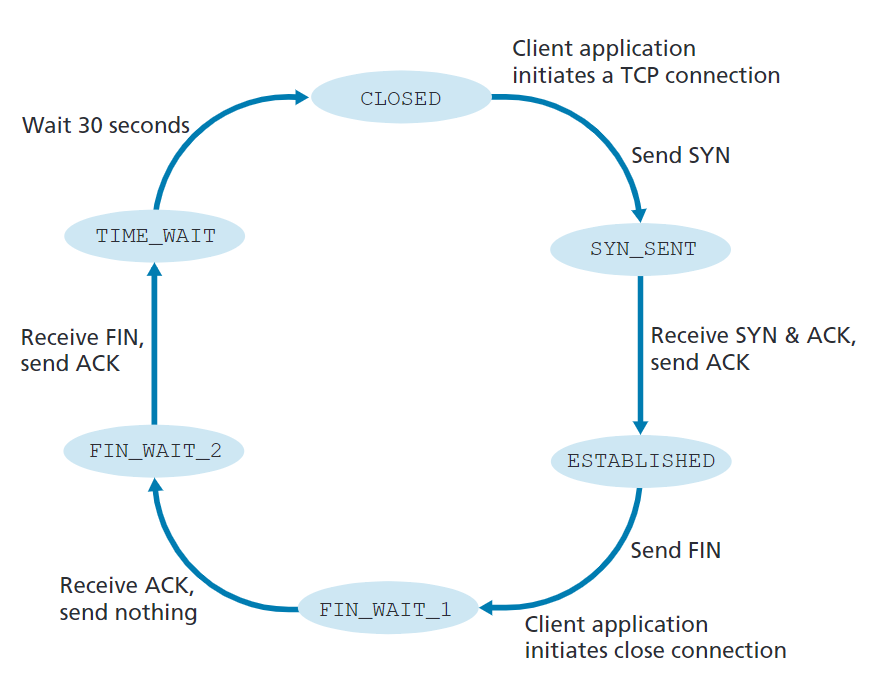 Client application
initiates a TCP connection
CLOSED
Wait 30 seconds
Send SYN
TIME_WAIT
SYN_SENT
Receive FIN,
send ACK
Receive SYN & ACK,
send ACK
FIN_WAIT_2
ESTABLISHED
Send FIN
Receive ACK,
send nothing
FIN_WAIT_1
Client application
initiates close connection